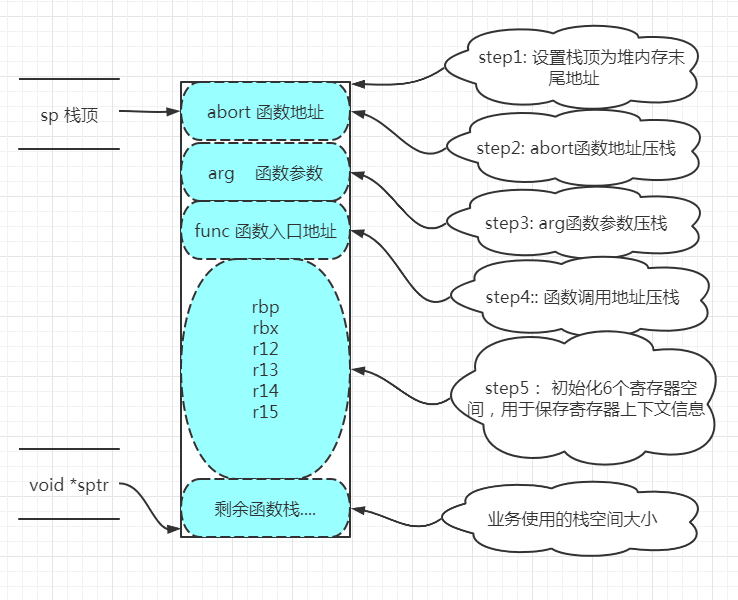 step1: 设置栈顶为堆内存末
尾地址
sp 栈顶
abort 函数地址
step2: abort函数地址压栈
arg 函数参数
step3: arg函数参数压栈
func 函数入口地址
step4:: 函数调用地址压栈
rbp
rbx
r12
r13
r14
r15
step5： 初始化6个寄存器空
间，用于保存寄存器上下文信息
void *sptr
剩余函数栈....
业务使用的栈空间大小